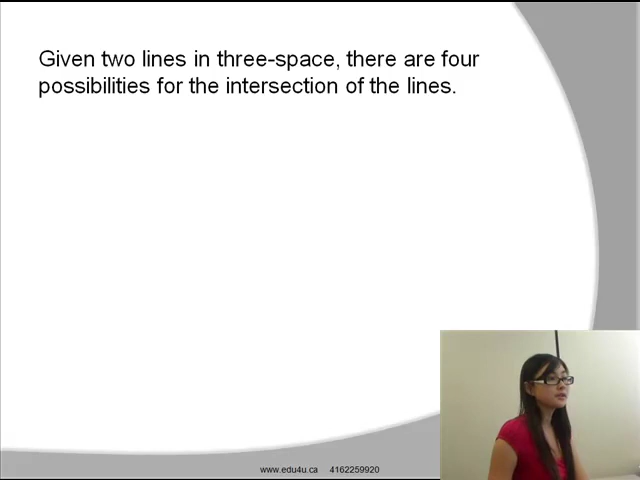 Given two lines in three-space, there are four
possibilities for the intersection of the lines.
www.edu4u.ca 4162259920